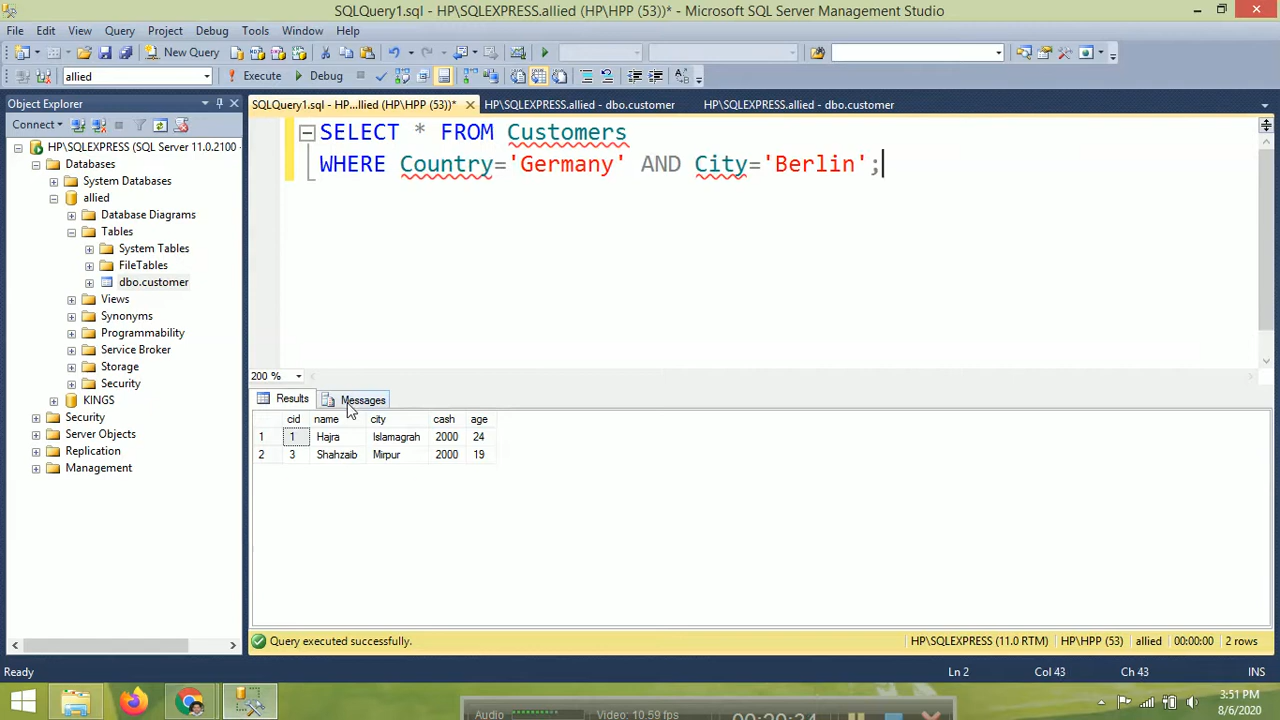 SQLQuery1.sql - HP\SQLEXPRESS.allied (HP\HPP (53))* - Microsoft SQL Server Management Studio
File Edit View Query Project Debug Tools Window Help
New Query
allied Execute Debug
Object Explorer
SQLQuery1.sql - HP...llied (HP\HPP (53))* HP\SQLEXPRESS.allied - dbo.customer HP\SQLEXPRESS.allied - dbo.customer
Connect
HP\SQLEXPRESS (SQL Server 11.0.2100 -
Databases
System Databases
allied
Database Diagrams
Tables
System Tables
FileTables
dbo.customer
Views
Synonyms
Programmability
Service Broker
Storage
Security
KINGS
Security
Server Objects
Replication
Management
SELECT * FROM Customers
WHERE Country='Germany' AND City='Berlin';
200 %
Results Messages
cid name city cash age
1 1 Hajra Islamagrah 2000 24
2 3 Shahzaib Mirpur 2000 19
Query executed successfully. HP\SQLEXPRESS (11.0 RTM) HP\HPP (53) allied 00:00:00 2 rows
Ready Ln 2 Col 43 Ch 43 INS
3:51 PM
8/6/2020
Audio Video: 10.59 fps